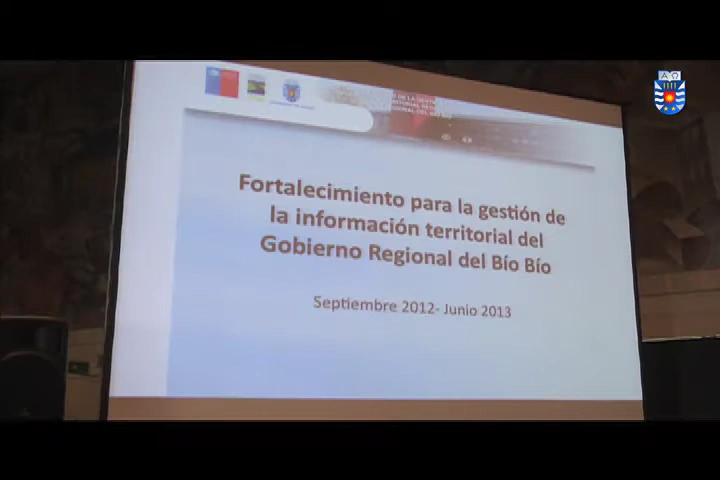 Fortalecimiento para la gestión de
la información territorial del
Gobierno Regional del Bío Bío
Septiembre 2012- Junio 2013